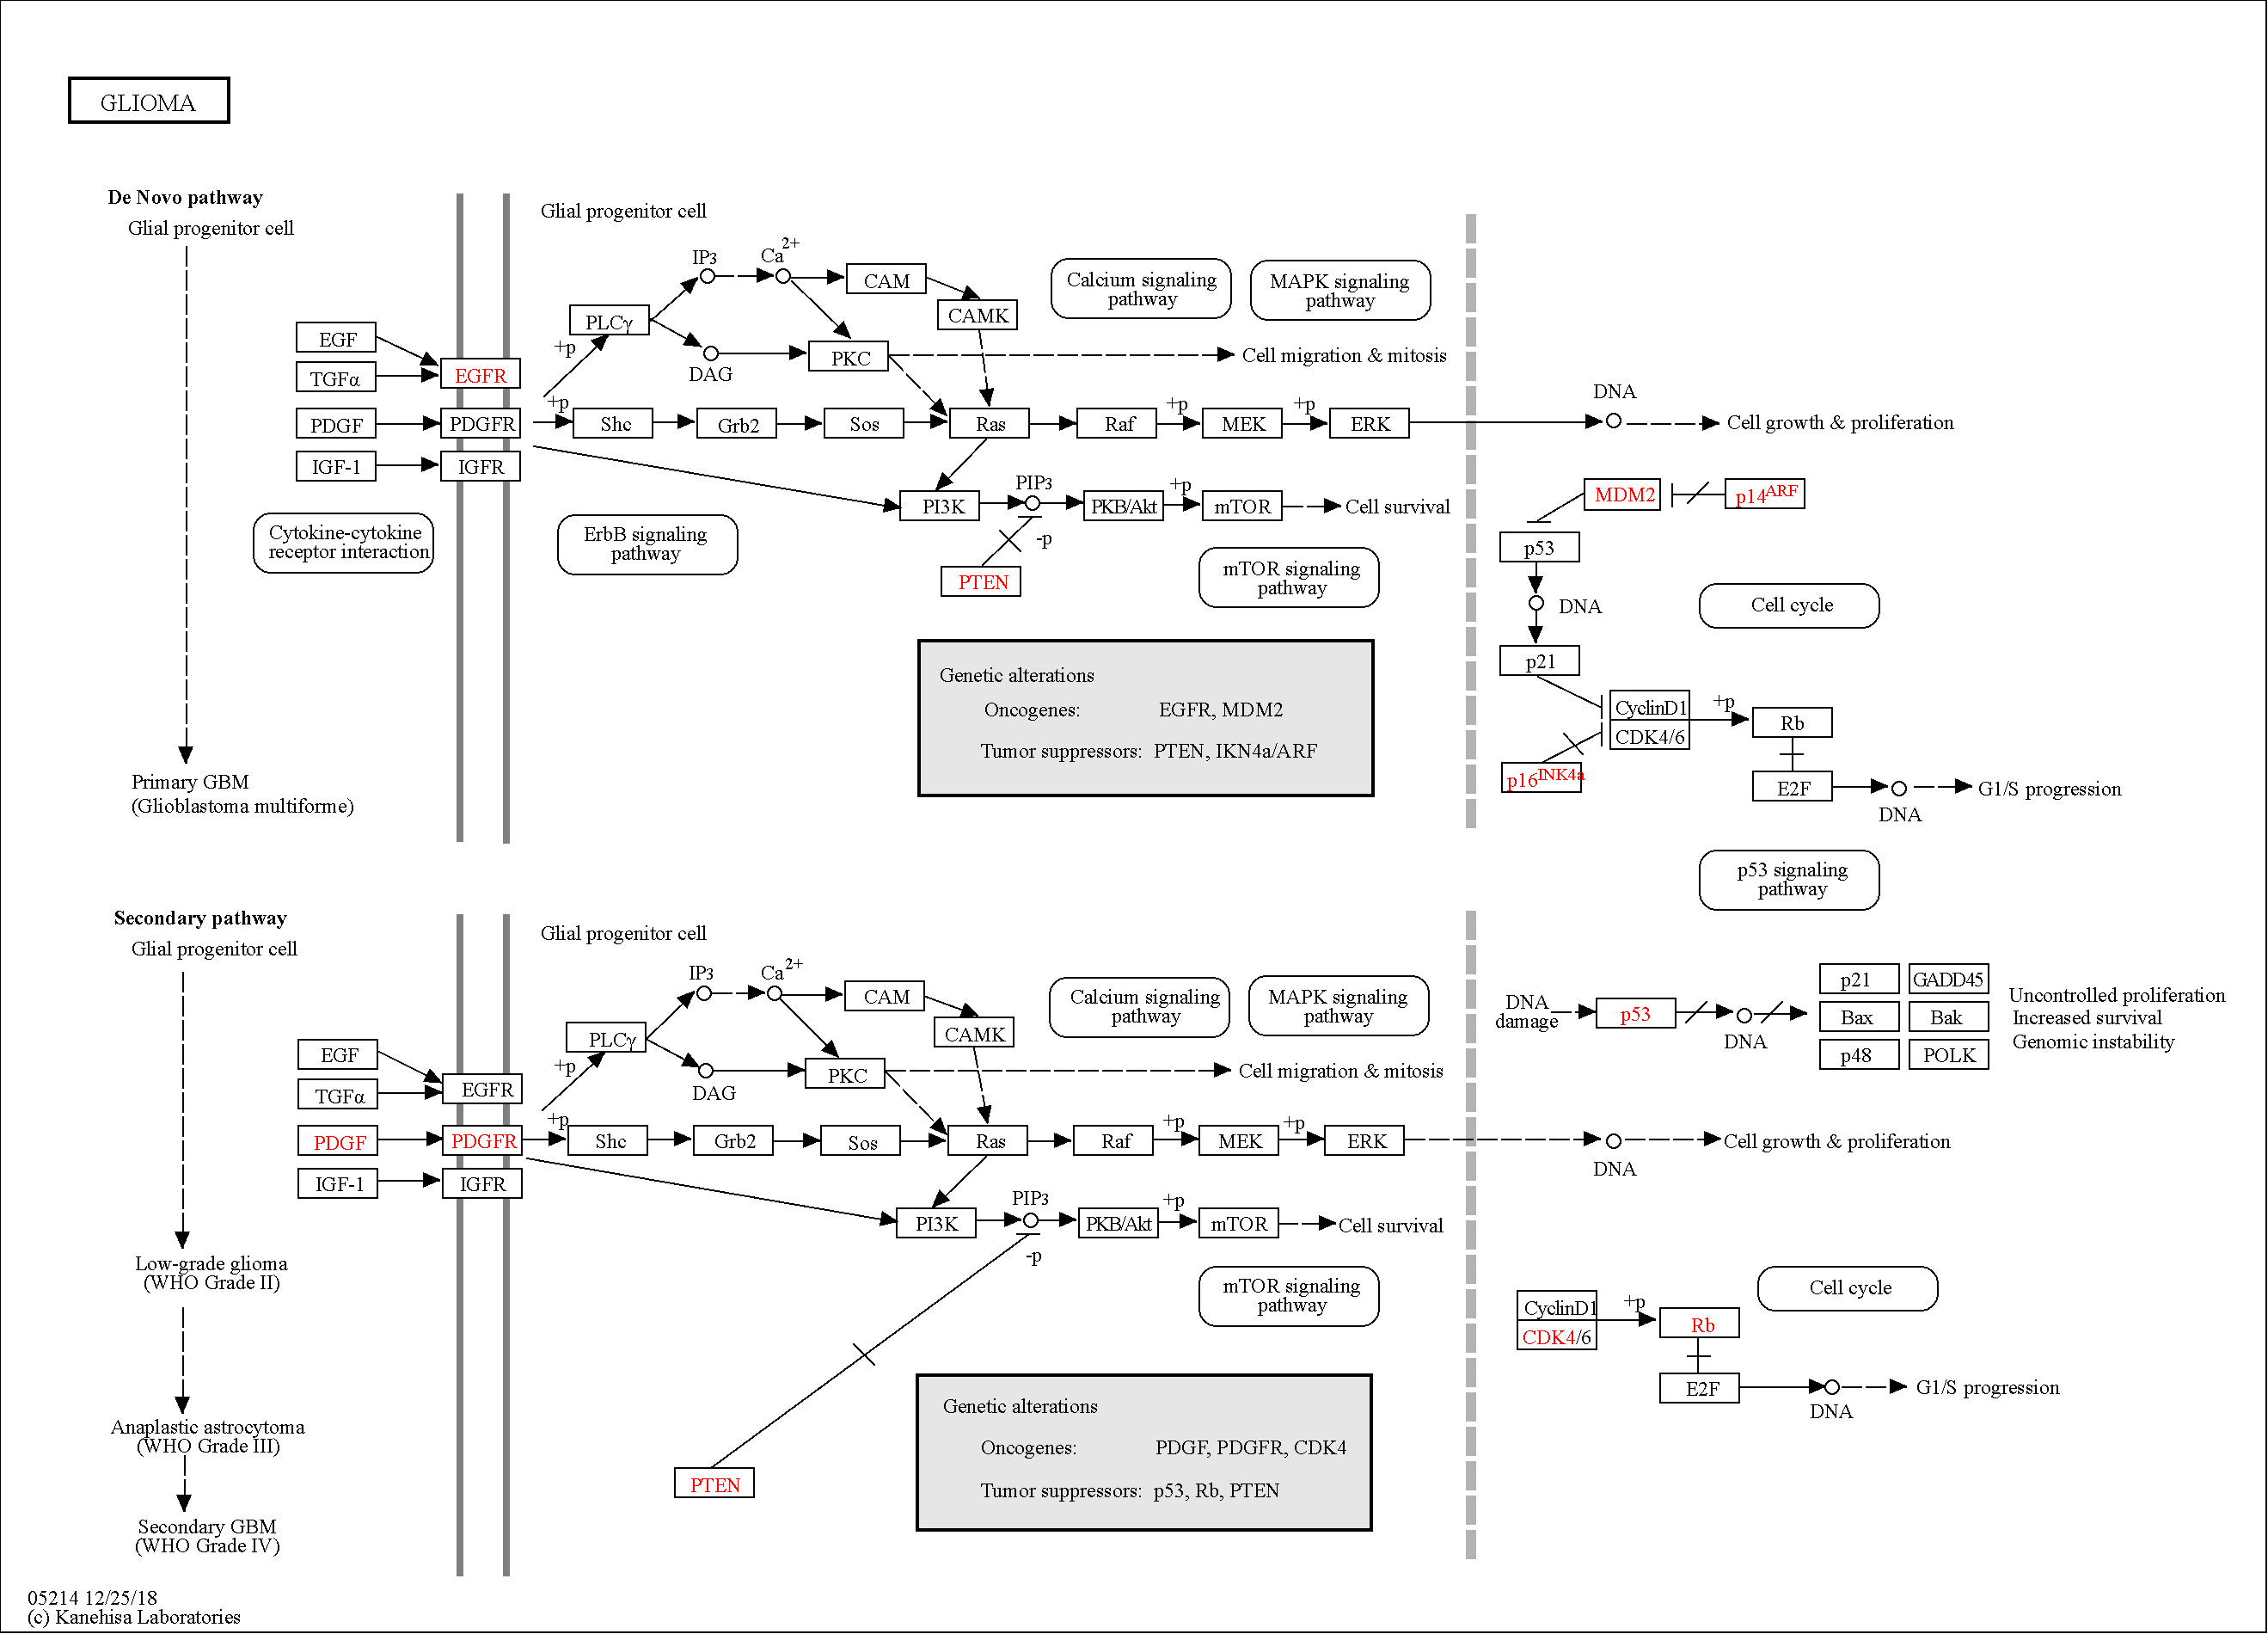 GLIOMA
De Novo pathway
Glial progenitor cell
Primary GBM
(Glioblastoma multiforme)
EGF
TGFα
PDGF
IGF-1
EGFR
PDGFR
IGFR
Cytokine-cytokine
receptor interaction
Glial progenitor cell
+p
PLCγ
IP3
Ca2+
DAG
CAM
CAMK
PKC
Calcium signaling
pathway
MAPK signaling
pathway
Cell migration & mitosis
+p
Shc
Grb2
Sos
Ras
Raf
+p
MEK
+p
ERK
DNA
Cell growth & proliferation
PI3K
PIP3
PKB/Akt
+p
mTOR
Cell survival
-p
PTEN
ErbB signaling
pathway
mTOR signaling
pathway
Genetic alterations
Oncogenes: EGFR, MDM2
Tumor suppressors: PTEN, IKN4a/ARF
MDM2
p14ARF
p53
DNA
p21
Cell cycle
CyclinD1
CDK4/6
+p
Rb
p16INK4a
E2F
DNA
G1/S progression
p53 signaling
pathway
Secondary pathway
Glial progenitor cell
Low-grade glioma
(WHO Grade II)
Anaplastic astrocytoma
(WHO Grade III)
Secondary GBM
(WHO Grade IV)
EGF
TGFα
PDGF
IGF-1
EGFR
PDGFR
IGFR
Glial progenitor cell
+p
PLCγ
IP3
Ca2+
DAG
CAM
CAMK
PKC
Calcium signaling
pathway
MAPK signaling
pathway
Cell migration & mitosis
+p
Shc
Grb2
Sos
Ras
Raf
+p
MEK
+p
ERK
DNA
Cell growth & proliferation
PI3K
PIP3
PKB/Akt
+p
mTOR
Cell survival
-p
PTEN
mTOR signaling
pathway
Genetic alterations
Oncogenes: PDGF, PDGFR, CDK4
Tumor suppressors: p53, Rb, PTEN
DNA
damage
p53
DNA
p21
GADD45
Bax
Bak
p48
POLK
Uncontrolled proliferation
Increased survival
Genomic instability
CyclinD1
CDK4/6
+p
Rb
Cell cycle
E2F
DNA
G1/S progression
05214 12/25/18
(c) Kanehisa Laboratories